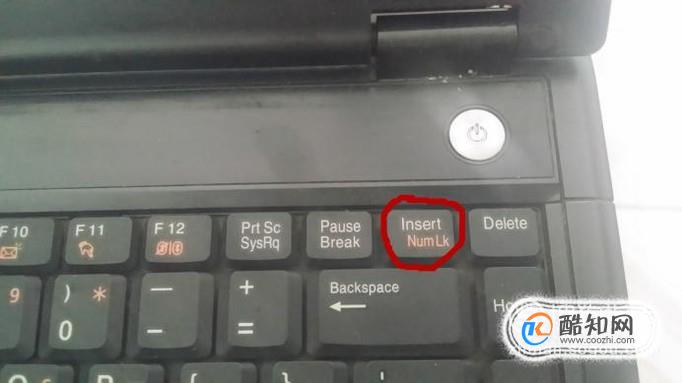 F10
F11
F12
Prt Sc
SysRq
Pause
Break
Insert
NumLk
Delete
9
)
*
0
—
–
+
=
Backspace
酷知网
www.coozhi.com